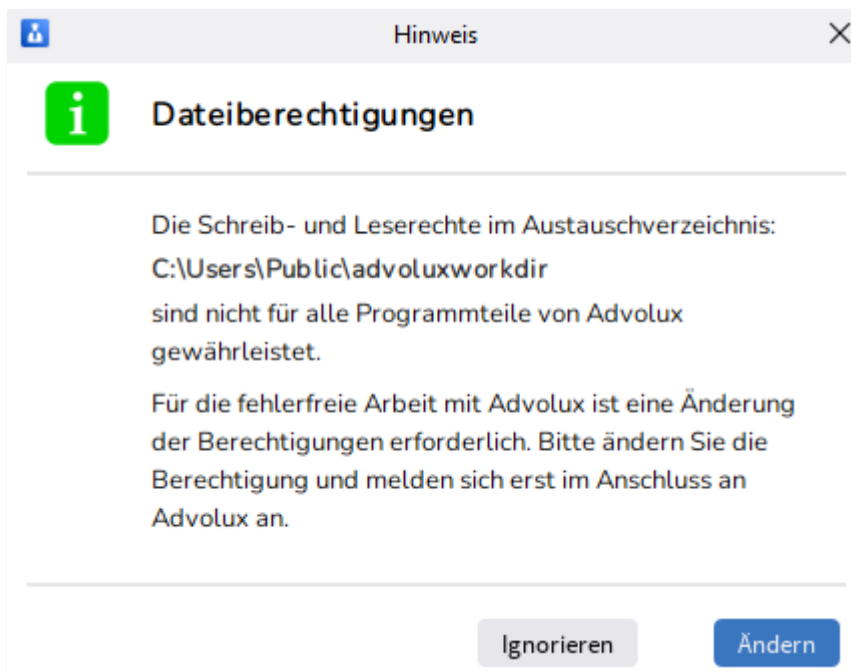 Hinweis
Dateiberechtigungen
Die Schreib- und Leserechte im Austauschverzeichnis:
C:\Users\Public\advoluxworkdir
sind nicht für alle Programmteile von Advolux
gewährleistet.
Für die fehlerfreie Arbeit mit Advolux ist eine Änderung
der Berechtigungen erforderlich. Bitte ändern Sie die
Berechtigung und melden sich erst im Anschluss an
Advolux an.
Ignorieren
Ändern